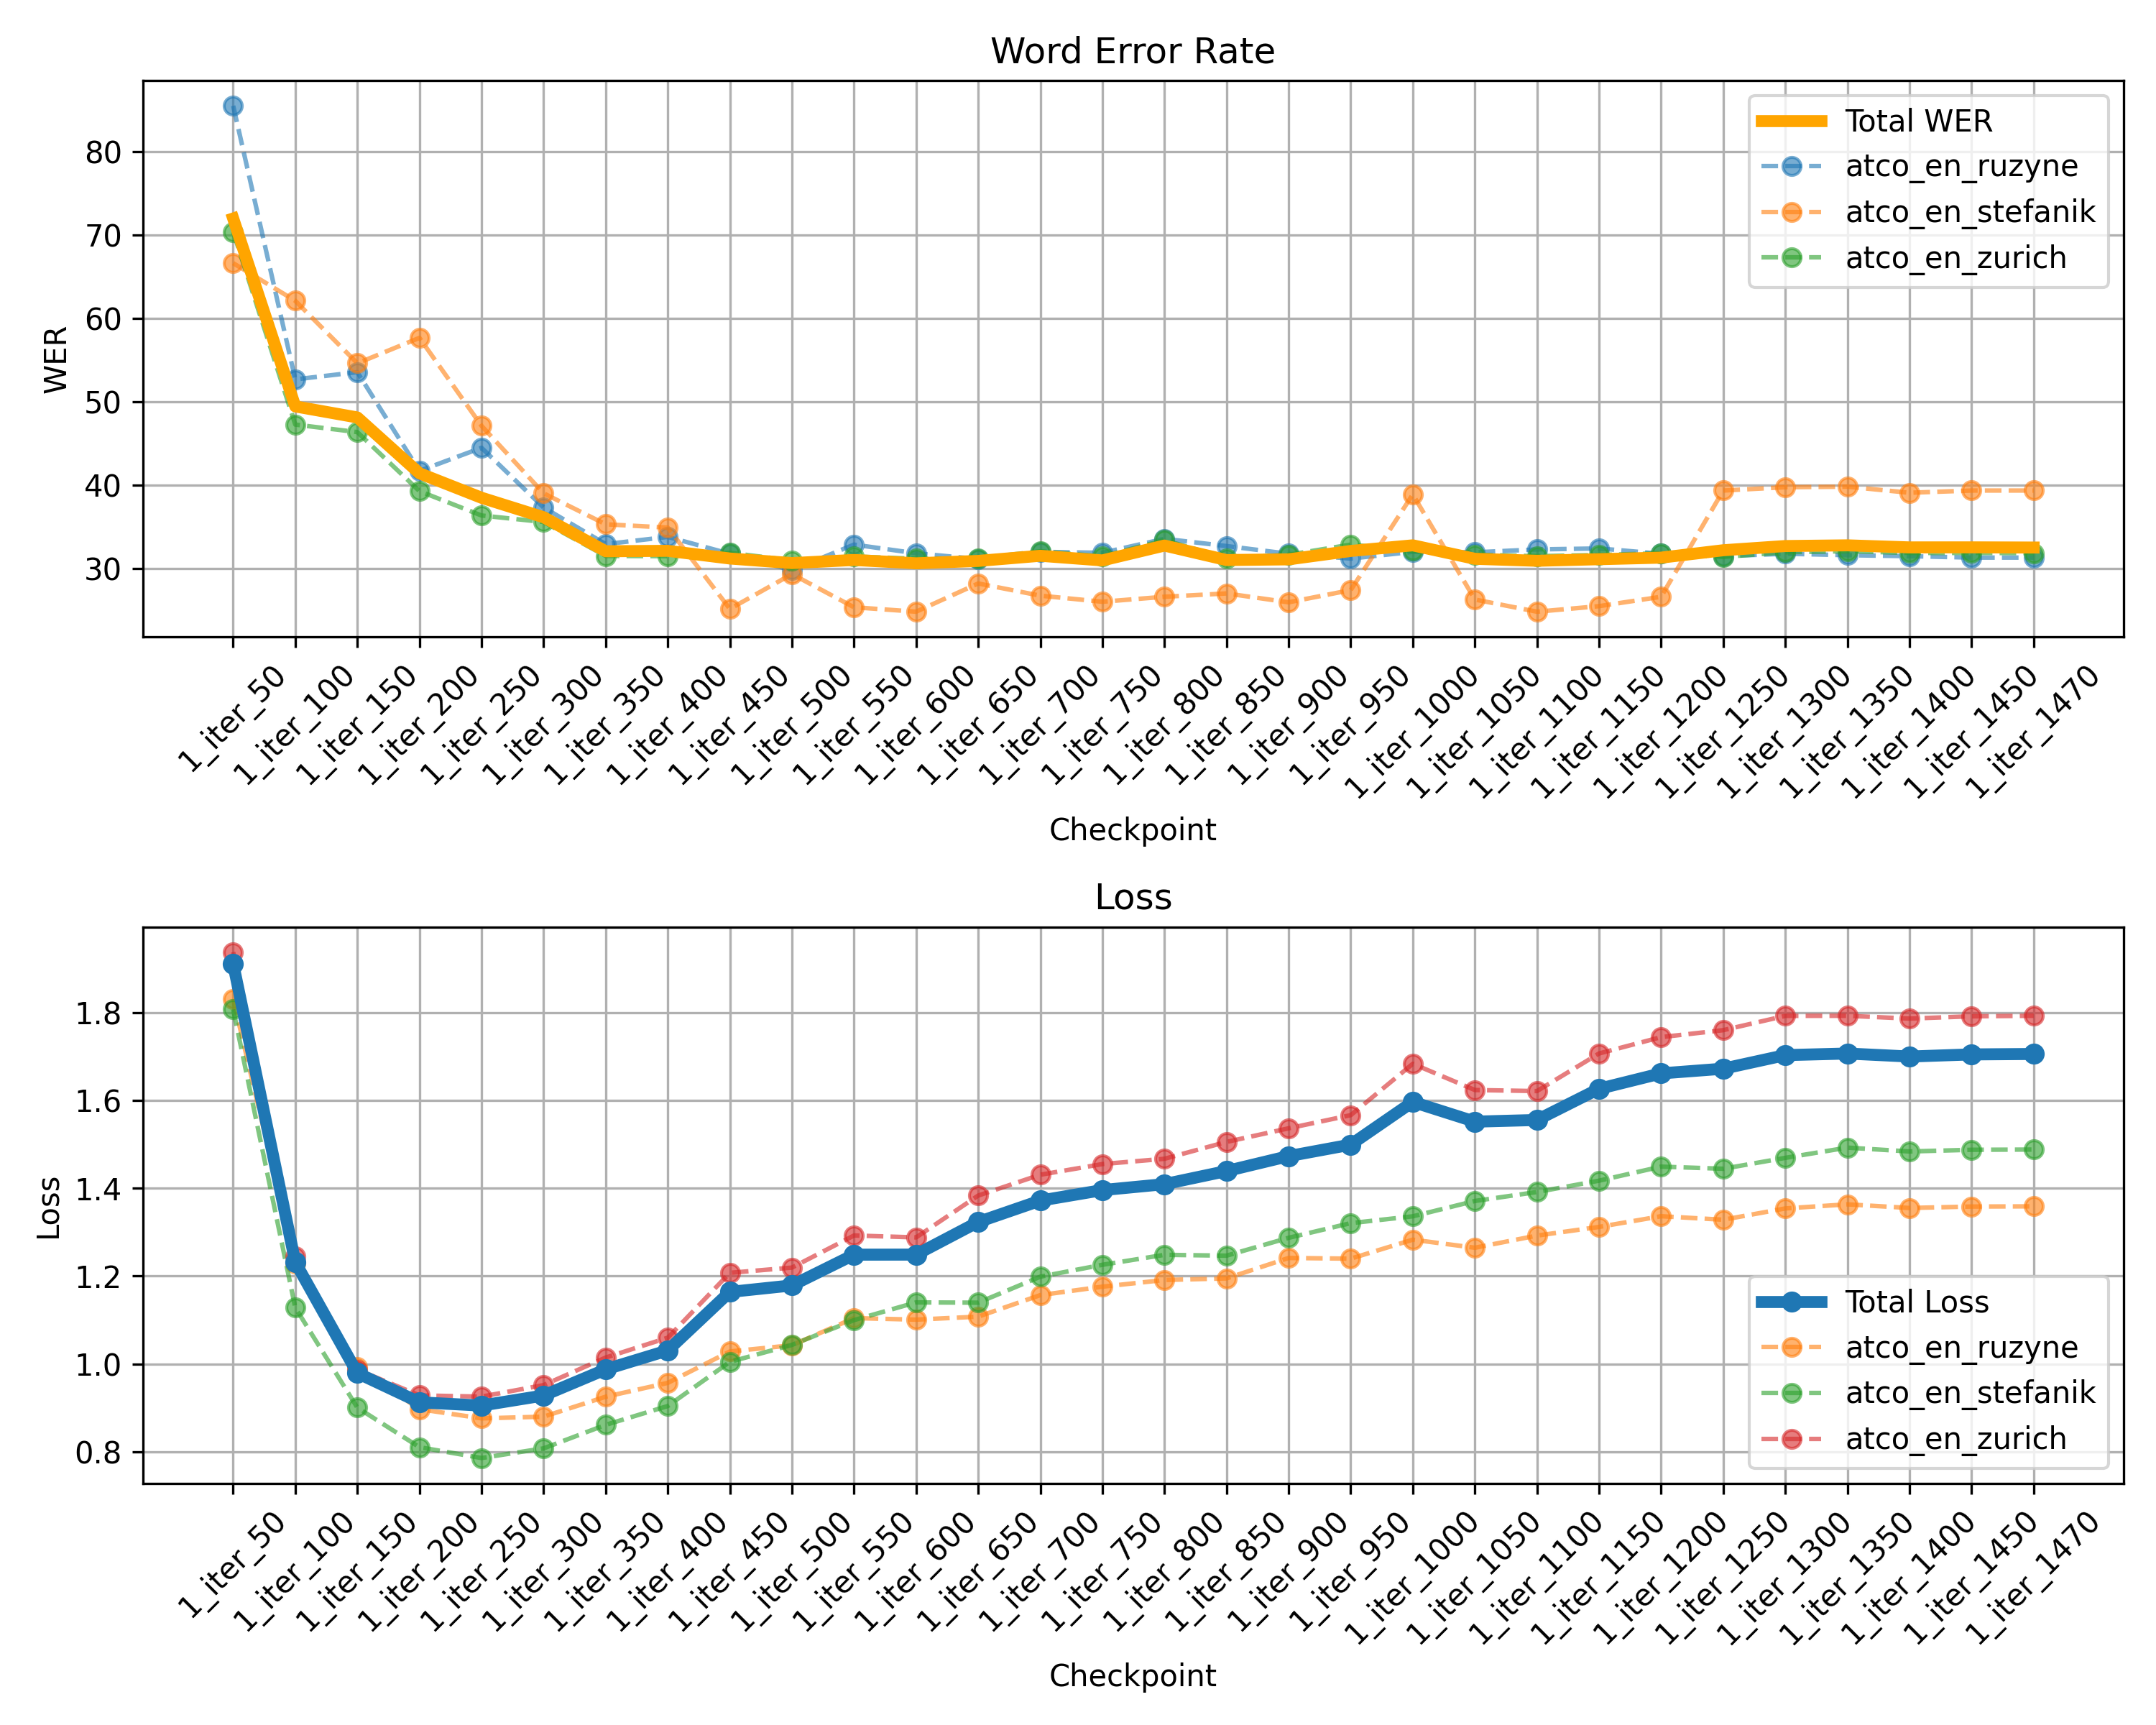 Word Error Rate
WER
80
70
60
50
40
30
Total WER
atco_en_ruzyne
atco_en_stefanik
atco_en_zurich
1_iter_50
1_iter_100
1_iter_150
1_iter_200
1_iter_250
1_iter_300
1_iter_350
1_iter_400
1_iter_450
1_iter_500
1_iter_550
1_iter_600
1_iter_650
1_iter_700
1_iter_750
1_iter_800
1_iter_850
1_iter_900
1_iter_950
1_iter_1000
1_iter_1050
1_iter_1100
1_iter_1150
1_iter_1200
1_iter_1250
1_iter_1300
1_iter_1350
1_iter_1400
1_iter_1450
1_iter_1470
Checkpoint
Loss
Loss
1.8
1.6
1.4
1.2
1.0
0.8
Total Loss
atco_en_ruzyne
atco_en_stefanik
atco_en_zurich
1_iter_50
1_iter_100
1_iter_150
1_iter_200
1_iter_250
1_iter_300
1_iter_350
1_iter_400
1_iter_450
1_iter_500
1_iter_550
1_iter_600
1_iter_650
1_iter_700
1_iter_750
1_iter_800
1_iter_850
1_iter_900
1_iter_950
1_iter_1000
1_iter_1050
1_iter_1100
1_iter_1150
1_iter_1200
1_iter_1250
1_iter_1300
1_iter_1350
1_iter_1400
1_iter_1450
1_iter_1470
Checkpoint